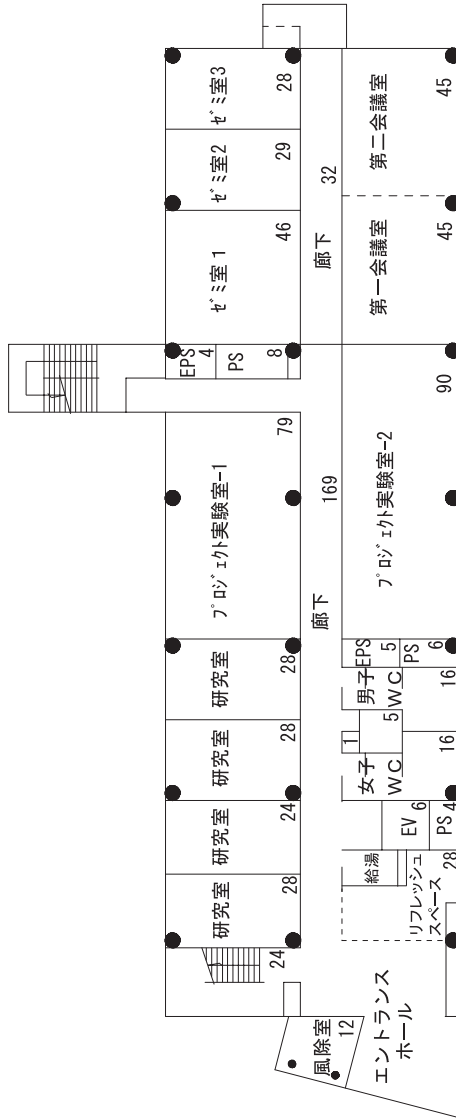 ｾﾞﾐ室3
28
ｾﾞﾐ室2
29
ｾﾞﾐ室1
46
EPS
4
PS
8
ﾌﾟﾛｼﾞｪｸﾄ実験室-1
79
研究室
28
研究室
28
研究室
24
研究室
28
24
風除室
12
廊下
32
廊下
169
第二会議室
45
第一会議室
45
ﾌﾟﾛｼﾞｪｸﾄ実験室-2
90
EPS
5
PS
6
男子
WC
16
5
1
女子
WC
16
EV
6
PS
4
給湯
リフレッシュ
スペース
28
エントランス
ホール